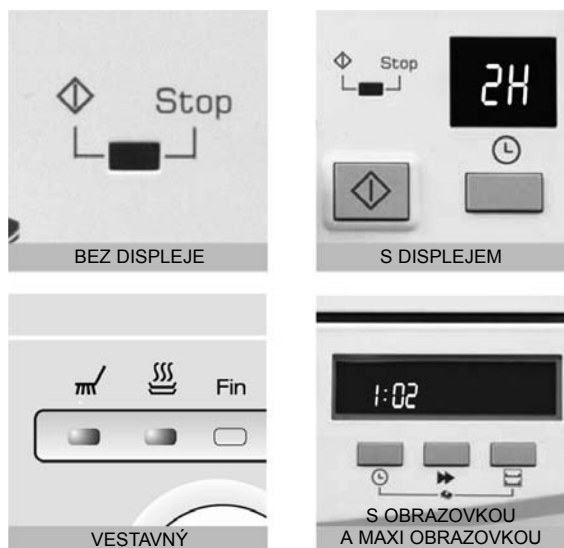 Stop
BEZ DISPLEJE
Stop
2H
S DISPLEJEM
Fin
VESTAVNÝ
1:02
S OBRAZOVKOU
A MAXI OBRAZOVKOU